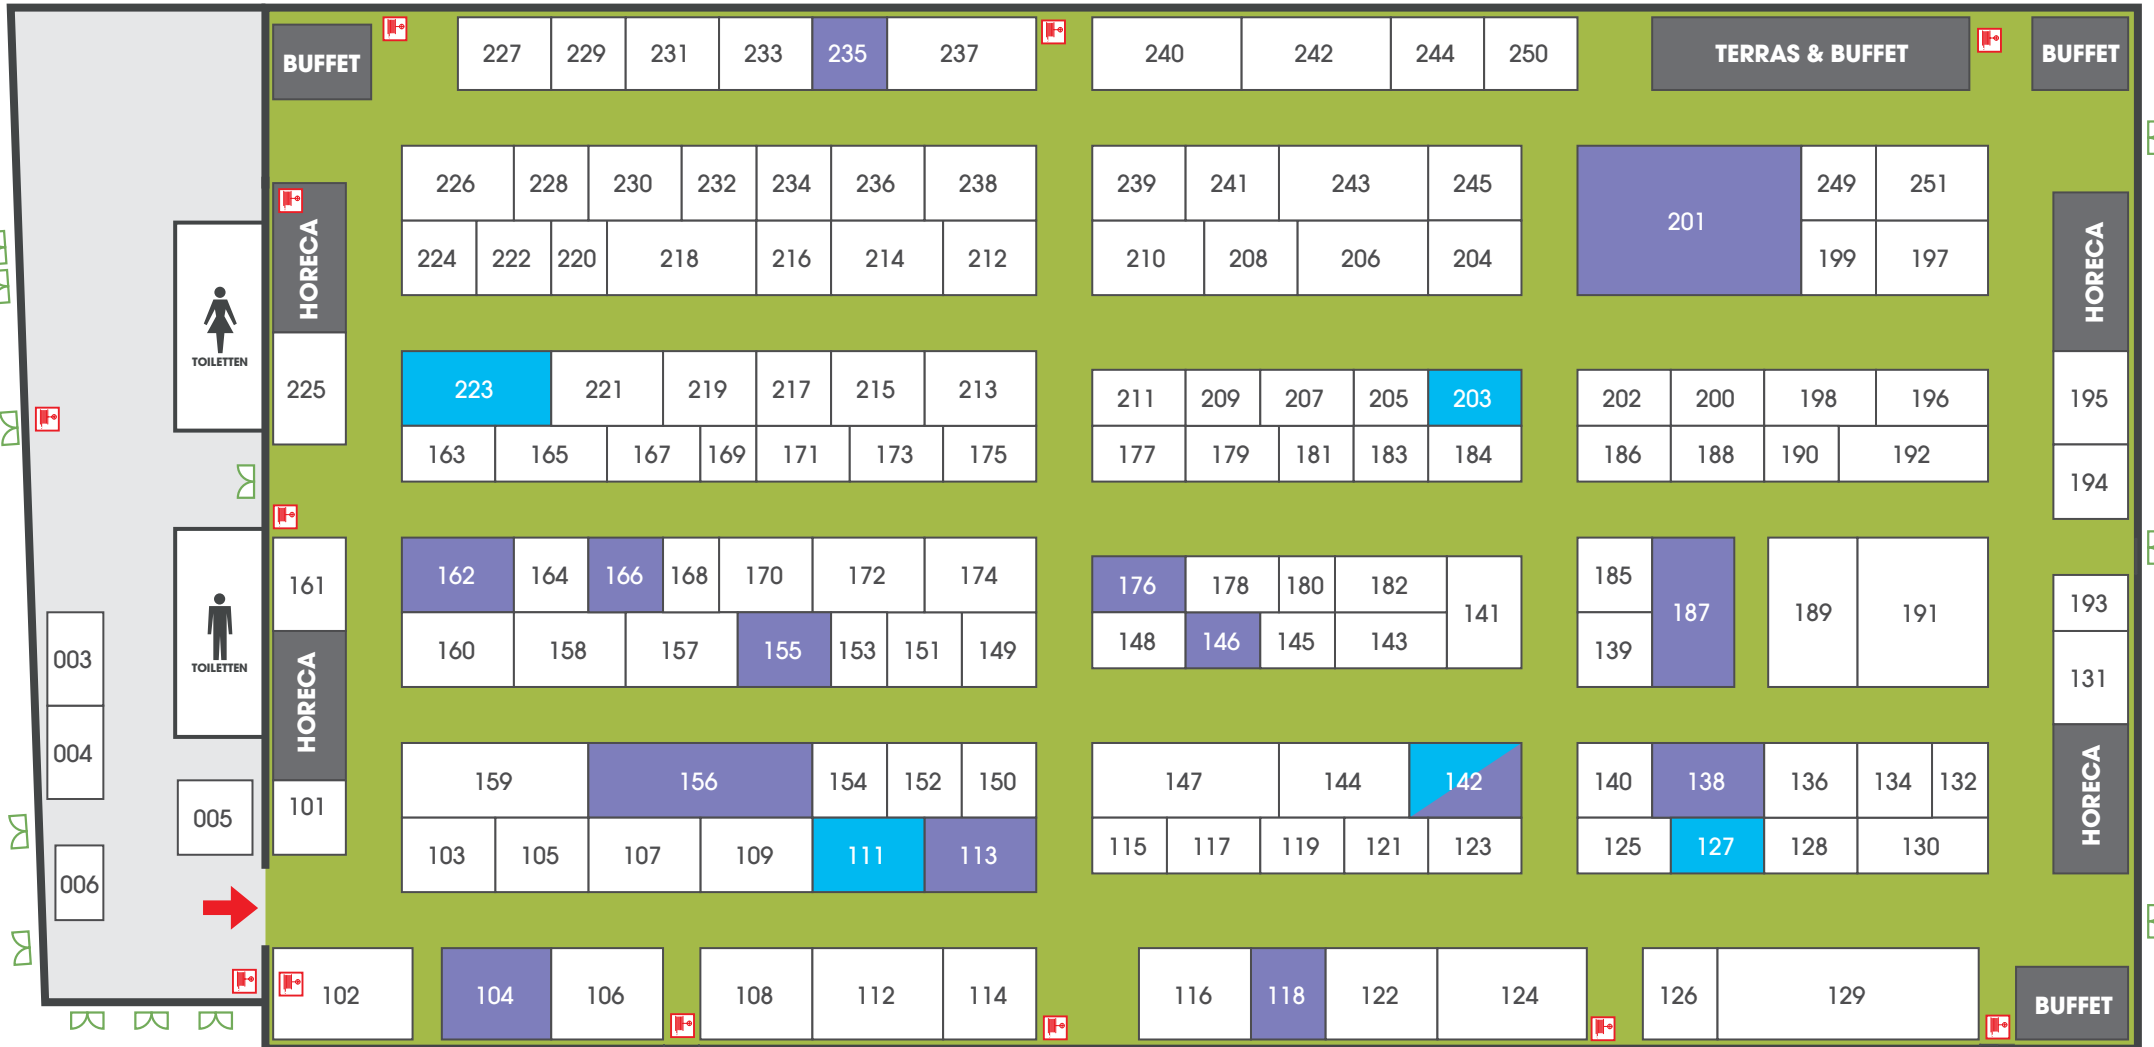 BUFFET
227 229 231 233 235 237 240 242 244 250
TERRAS & BUFFET
BUFFET
226 228 230 232 234 236 238 239 241 243 245 249 251
201
224 222 220 218 216 214 212 210 208 206 204 199 197
HORECA
HORECA
TOILETTEN
225
223 221 219 217 215 213 211 209 207 205 203 202 200 198 196 195
163 165 167 169 171 173 175 177 179 181 183 184 186 188 190 192
194
161
162 164 166 168 170 172 174 176 178 180 182 141 185 187 189 191 193
160 158 157 155 153 151 149 148 146 145 143 139 131
003
TOILETTEN
HORECA
004
005
006
101
159 156 154 152 150 147 144 142 140 138 136 134 132
HORECA
103 105 107 109 111 113 115 117 119 121 123 125 127 128 130
102 104 106 108 112 114 116 118 122 124 126 129
BUFFET